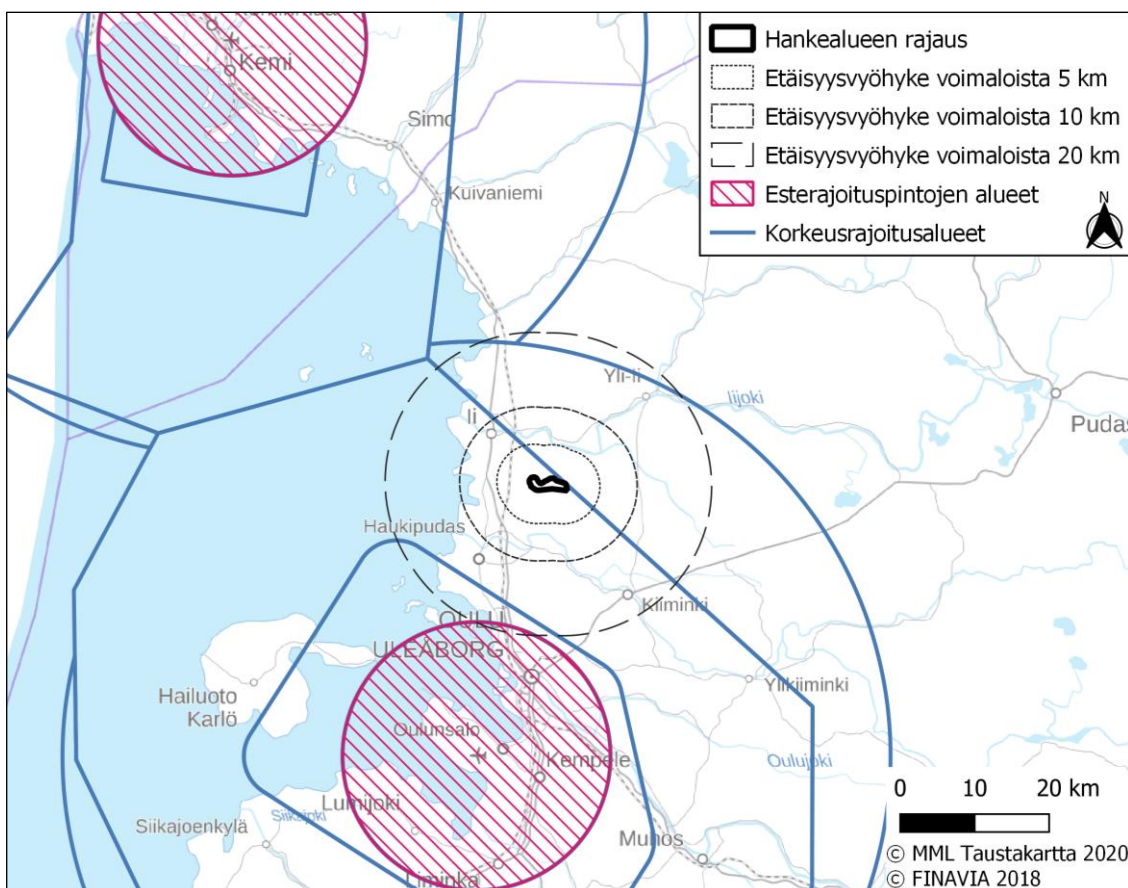 Kemi
Simo
Kuivaniemi
Hankealueen rajaus
Etäisyysvyöhyke voimaloista 5 km
Etäisyysvyöhyke voimaloista 10 km
Etäisyysvyöhyke voimaloista 20 km
Esterajoituspintojen alueet
Korkeusrajoitusalueet
N
Yli-Ii
Iijoki
Ii
Pudas
Haukipudas
Kiiminki
OULU
ULEÅBORG
Hailuoto
Karlö
Ylikiiminki
Oulunsalo
Oulujoki
Kempele
Lumijoki
Siikajoki
Siikajoenkylä
Muhos
Liminka
0 10 20 km
© MML Taustakartta 2020
© FINAVIA 2018